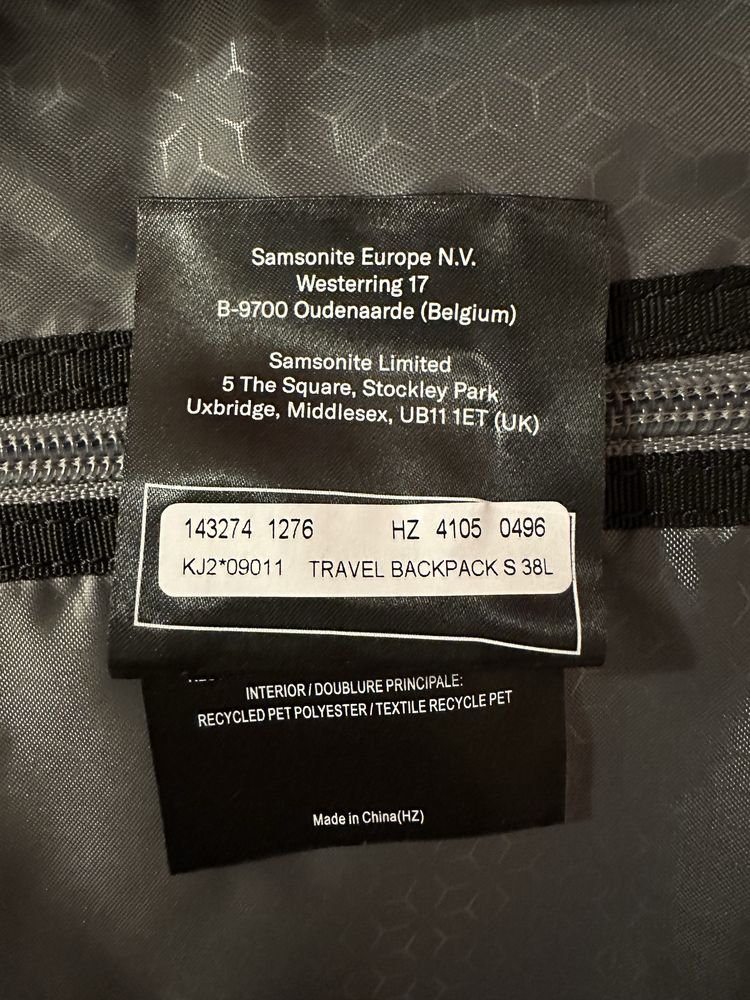 Samsonite Europe N.V.
Westerring 17
B-9700 Oudenaarde (Belgium)
Samsonite Limited
5 The Square, Stockley Park
Uxbridge, Middlesex, UB11 1ET (UK)
143274 1276 HZ 4105 0496
KJ2*09011 TRAVEL BACKPACK S 38L
INTERIOR / DOUBLURE PRINCIPALE:
RECYCLED PET POLYESTER / TEXTILE RECYCLE PET
Made in China(HZ)